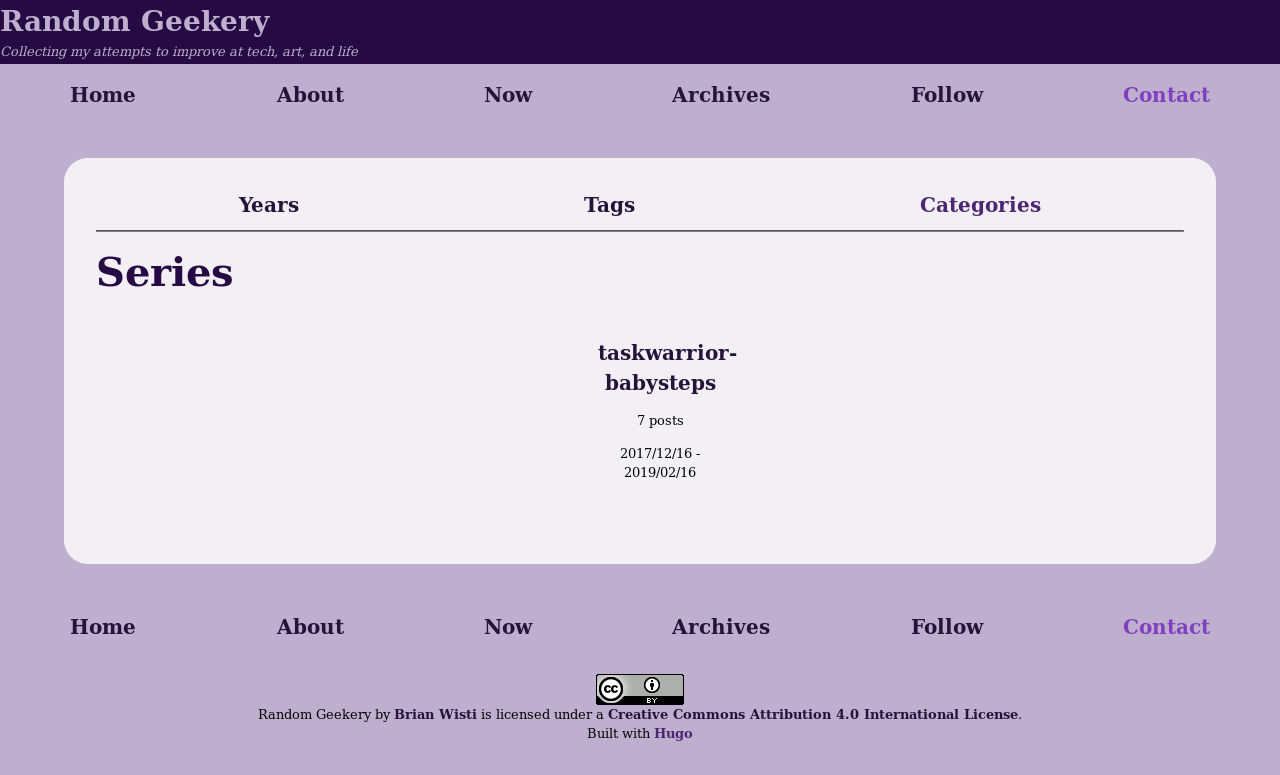 Random Geekery
Collecting my attempts to improve at tech, art, and life
Home About Now Archives Follow Contact
Years Tags Categories
Series
taskwarrior-
babysteps
7 posts
2017/12/16 -
2019/02/16
Home About Now Archives Follow Contact
cc BY
Random Geekery by Brian Wisti is licensed under a Creative Commons Attribution 4.0 International License.
Built with Hugo